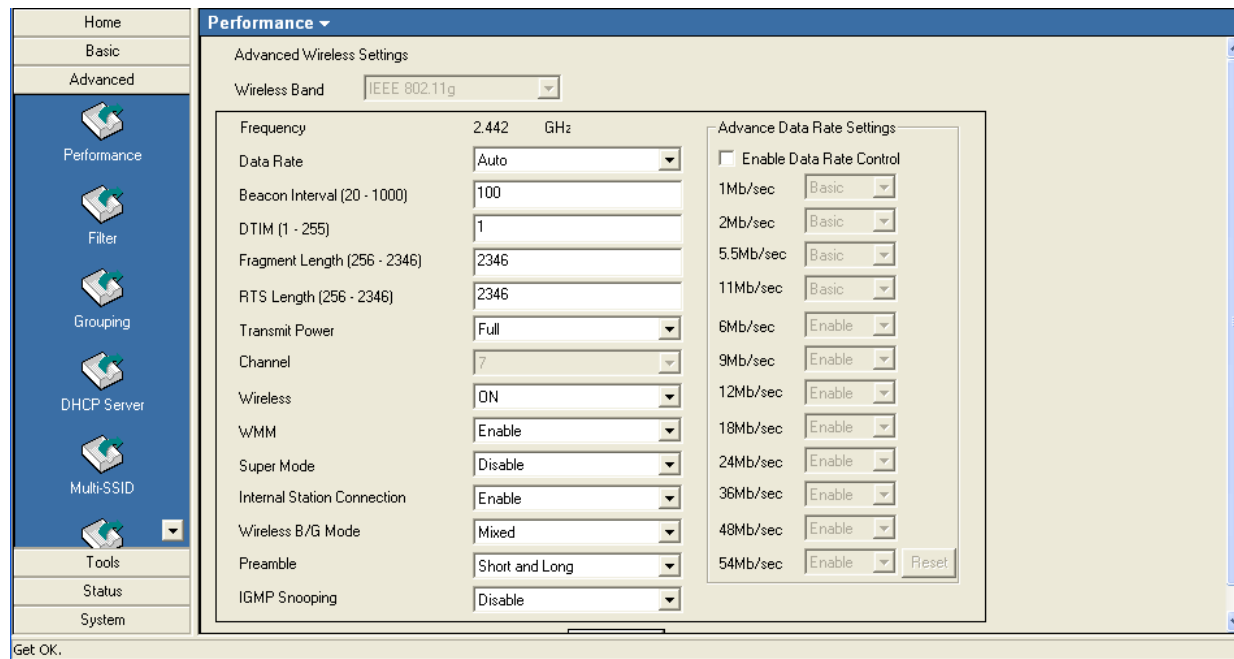 Home
Basic
Advanced
Performance
Filter
Grouping
DHCP Server
Multi-SSID
Tools
Status
System
Performance
Advanced Wireless Settings
Wireless Band IEEE 802.11g
Frequency 2.442 GHz
Data Rate Auto
Beacon Interval (20 - 1000) 100
DTIM (1 - 255) 1
Fragment Length (256 - 2346) 2346
RTS Length (256 - 2346) 2346
Transmit Power Full
Channel 7
Wireless ON
WMM Enable
Super Mode Disable
Internal Station Connection Enable
Wireless B/G Mode Mixed
Preamble Short and Long
IGMP Snooping Disable
Advance Data Rate Settings
Enable Data Rate Control
1Mb/sec Basic
2Mb/sec Basic
5.5Mb/sec Basic
11Mb/sec Basic
6Mb/sec Enable
9Mb/sec Enable
12Mb/sec Enable
18Mb/sec Enable
24Mb/sec Enable
36Mb/sec Enable
48Mb/sec Enable
54Mb/sec Enable Reset
Get OK.